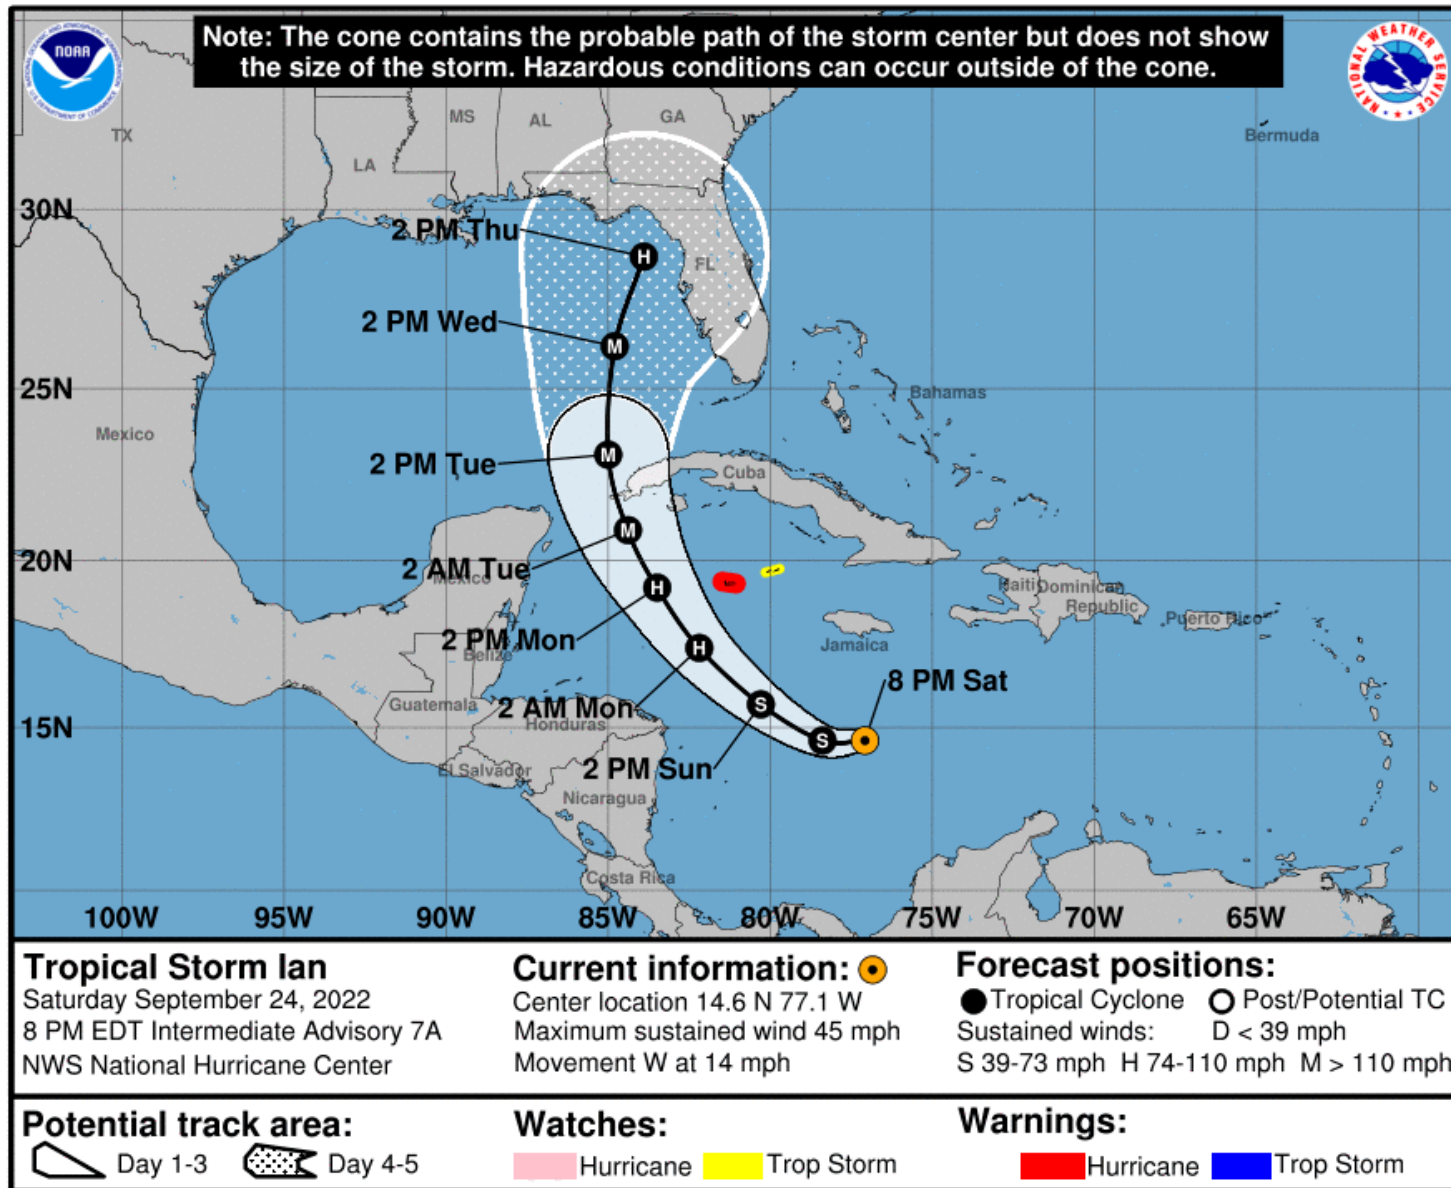 Note: The cone contains the probable path of the storm center but does not show
the size of the storm. Hazardous conditions can occur outside of the cone.
NOAA
NATIONAL WEATHER SERVICE
TX
MS
AL
GA
LA
Bermuda
30N
2 PM Thu
H
FL
2 PM Wed
M
25N
Bahamas
Mexico
2 PM Tue
M
Cuba
M
20N
2 AM Tue
Mexico
H
Haiti
Dominican
Republic
Puerto Rico
2 PM Mon
H
Jamaica
Belize
8 PM Sat
Guatemala
2 AM Mon
S
Honduras
15N
S
El Salvador
2 PM Sun
Nicaragua
Costa Rica
100W 95W 90W 85W 80W 75W 70W 65W
Tropical Storm Ian
Saturday September 24, 2022
8 PM EDT Intermediate Advisory 7A
NWS National Hurricane Center
Current information:
Center location 14.6 N 77.1 W
Maximum sustained wind 45 mph
Movement W at 14 mph
Forecast positions:
Tropical Cyclone Post/Potential TC
Sustained winds: D < 39 mph
S 39-73 mph H 74-110 mph M > 110 mph
Potential track area:
Day 1-3 Day 4-5
Watches:
Hurricane Trop Storm
Warnings:
Hurricane Trop Storm